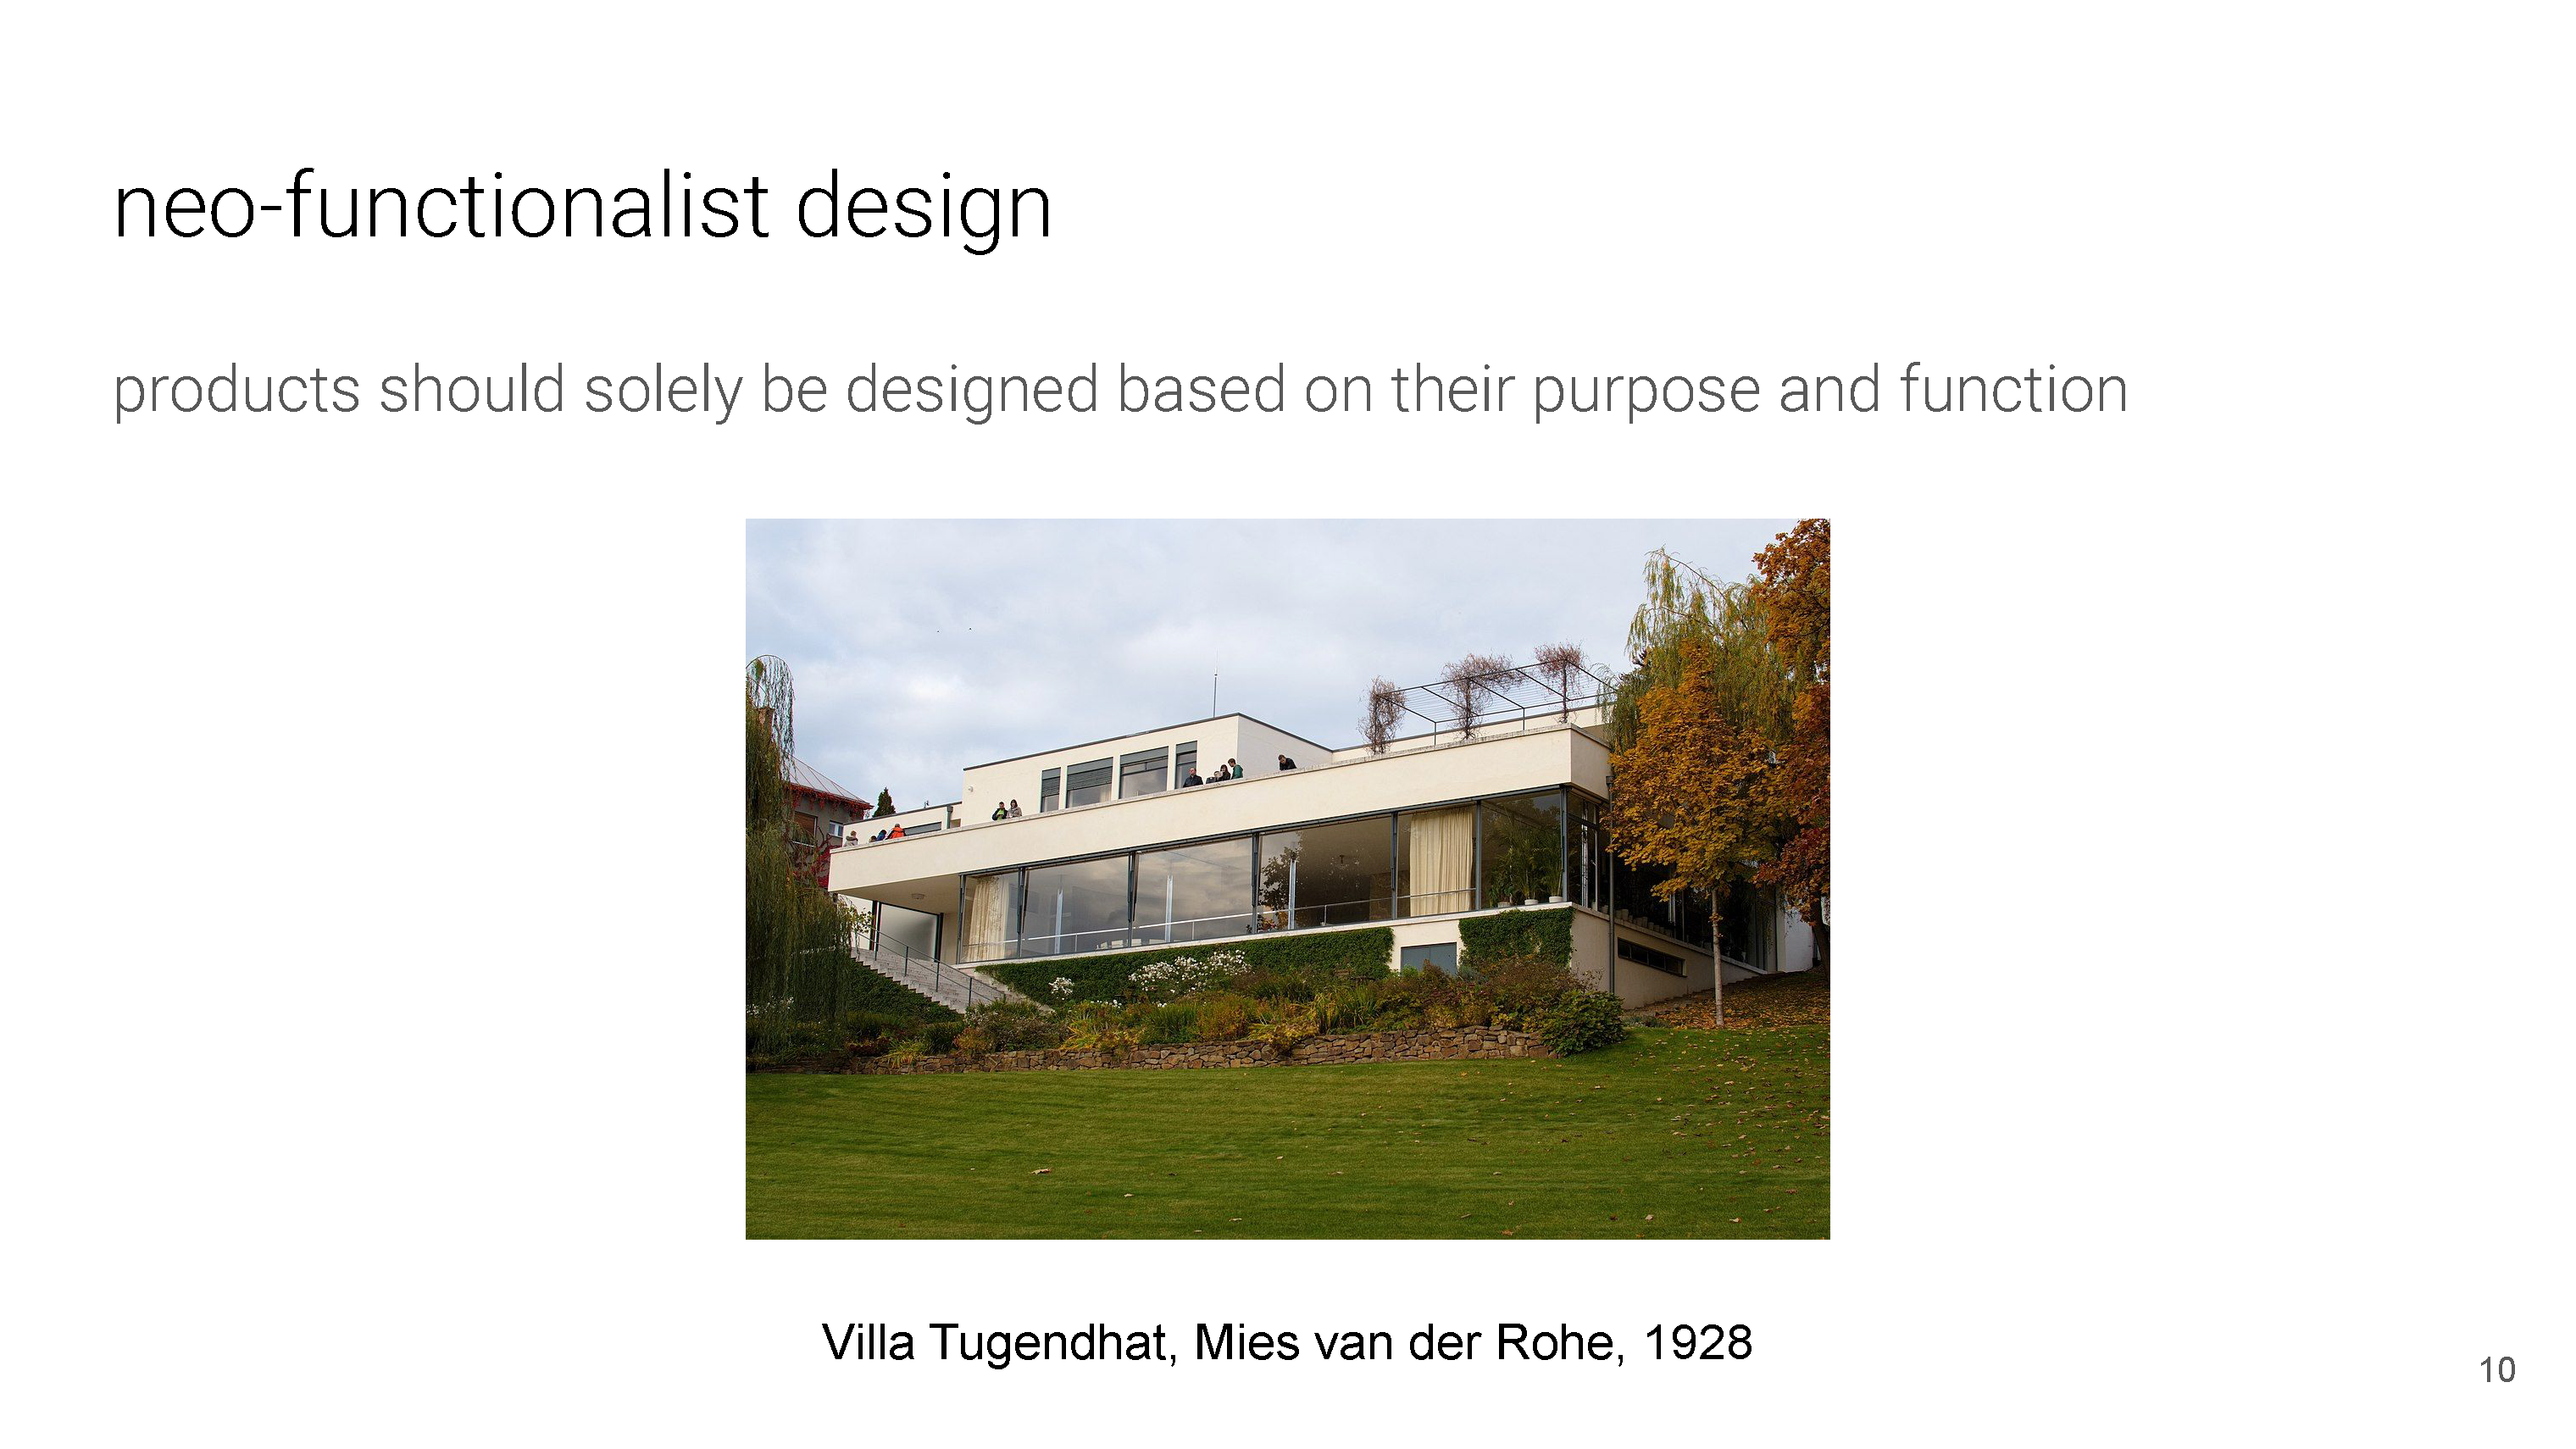 neo-functionalist design
products should solely be designed based on their purpose and function
Villa Tugendhat, Mies van der Rohe, 1928
10